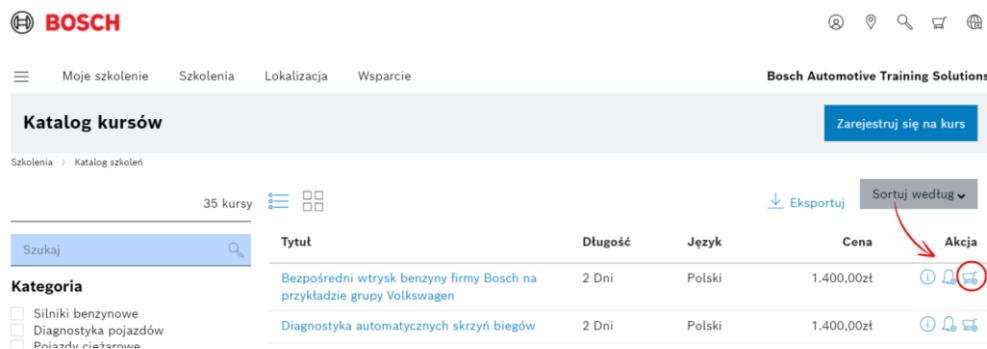 BOSCH
Moje szkolenie Szkolenia Lokalizacja Wsparcie Bosch Automotive Training Solutions
Katalog kursów Zarejestruj się na kurs
Szkolenia Katalog szkoleń
35 kursy Eksportuj Sortuj według
Szukaj
Tytuł Długość Język Cena Akcja
Bezpośredni wtrysk benzyny firmy Bosch na
przykładzie grupy Volkswagen
2 Dni Polski 1.400,00zł
Kategoria
Silniki benzynowe
Diagnostyka pojazdów
Pojazdy ciężarowe
Diagnostyka automatycznych skrzyń biegów 2 Dni Polski 1.400,00zł